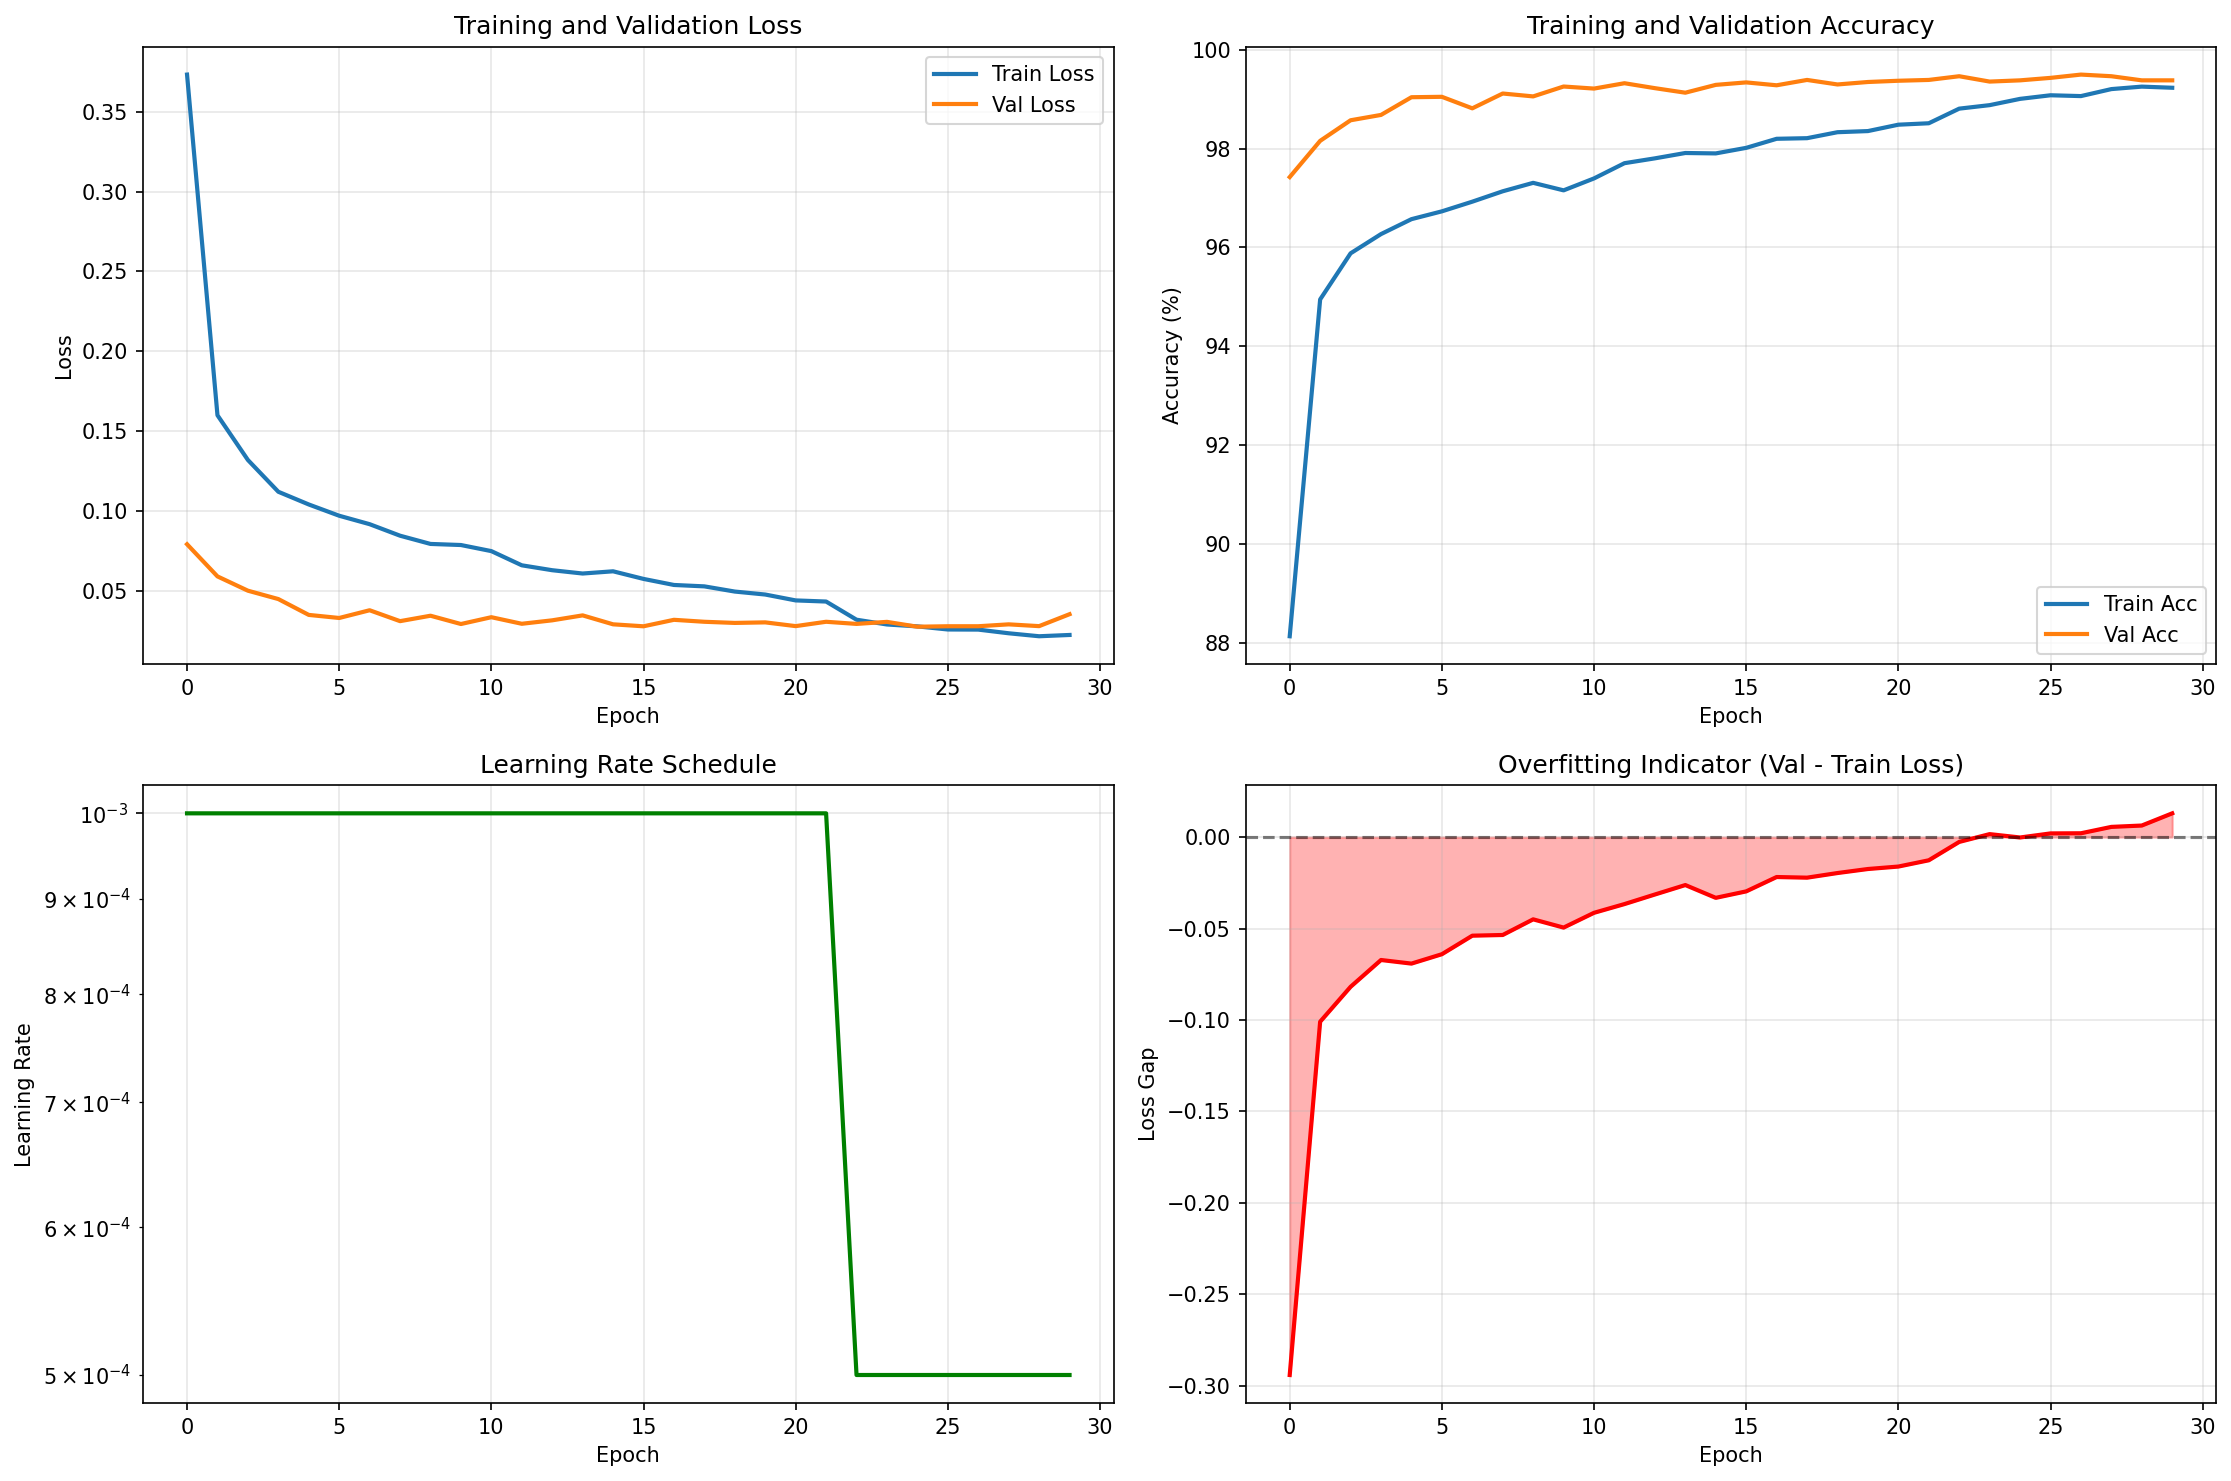 Training and Validation Loss
Loss
0.35
0.30
0.25
0.20
0.15
0.10
0.05
Train Loss
Val Loss
0 5 10 15 20 25 30
Epoch
Training and Validation Accuracy
Accuracy (%)
100
98
96
94
92
90
88
Train Acc
Val Acc
0 5 10 15 20 25 30
Epoch
Learning Rate Schedule
Learning Rate
10⁻³
9 × 10⁻⁴
8 × 10⁻⁴
7 × 10⁻⁴
6 × 10⁻⁴
5 × 10⁻⁴
0 5 10 15 20 25 30
Epoch
Overfitting Indicator (Val - Train Loss)
Loss Gap
0.00
−0.05
−0.10
−0.15
−0.20
−0.25
−0.30
0 5 10 15 20 25 30
Epoch